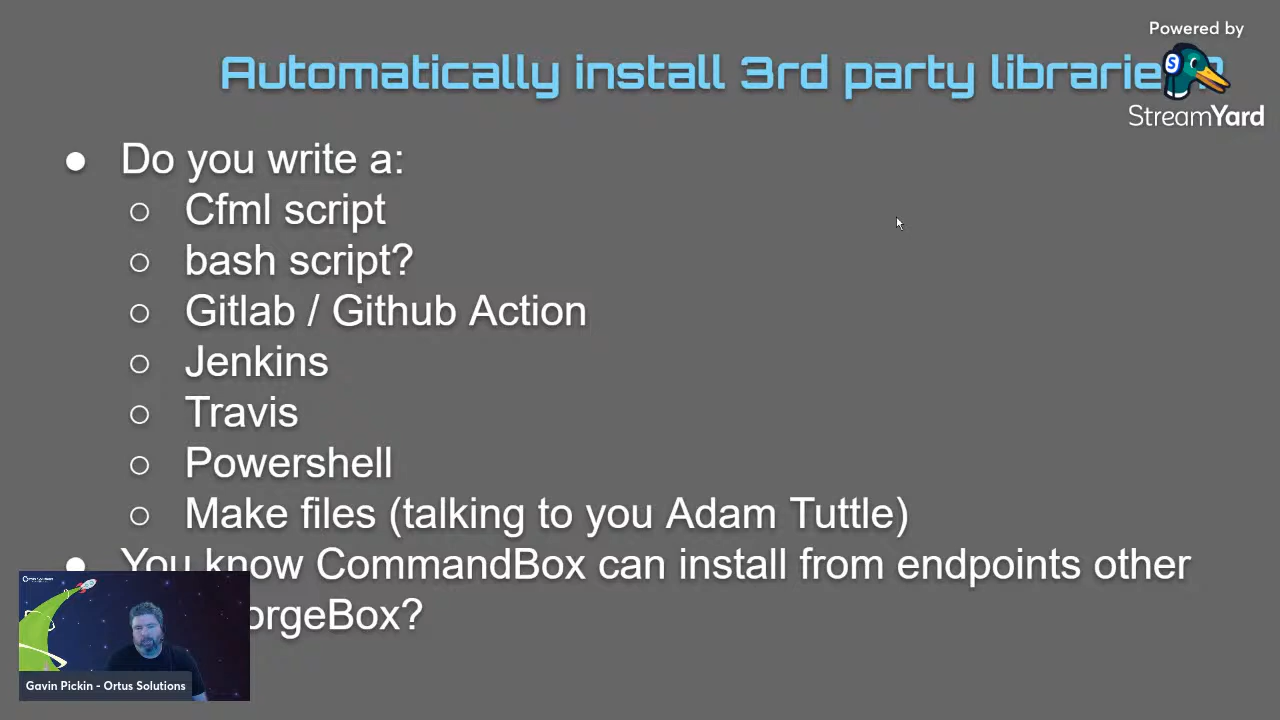 Powered by
Automatically install 3rd party librarie ?
StreamYard
● Do you write a:
○ Cfml script
○ bash script?
○ Gitlab / Github Action
○ Jenkins
○ Travis
○ Powershell
○ Make files (talking to you Adam Tuttle)
● You know CommandBox can install from endpoints other
orgeBox?
Gavin Pickin - Ortus Solutions